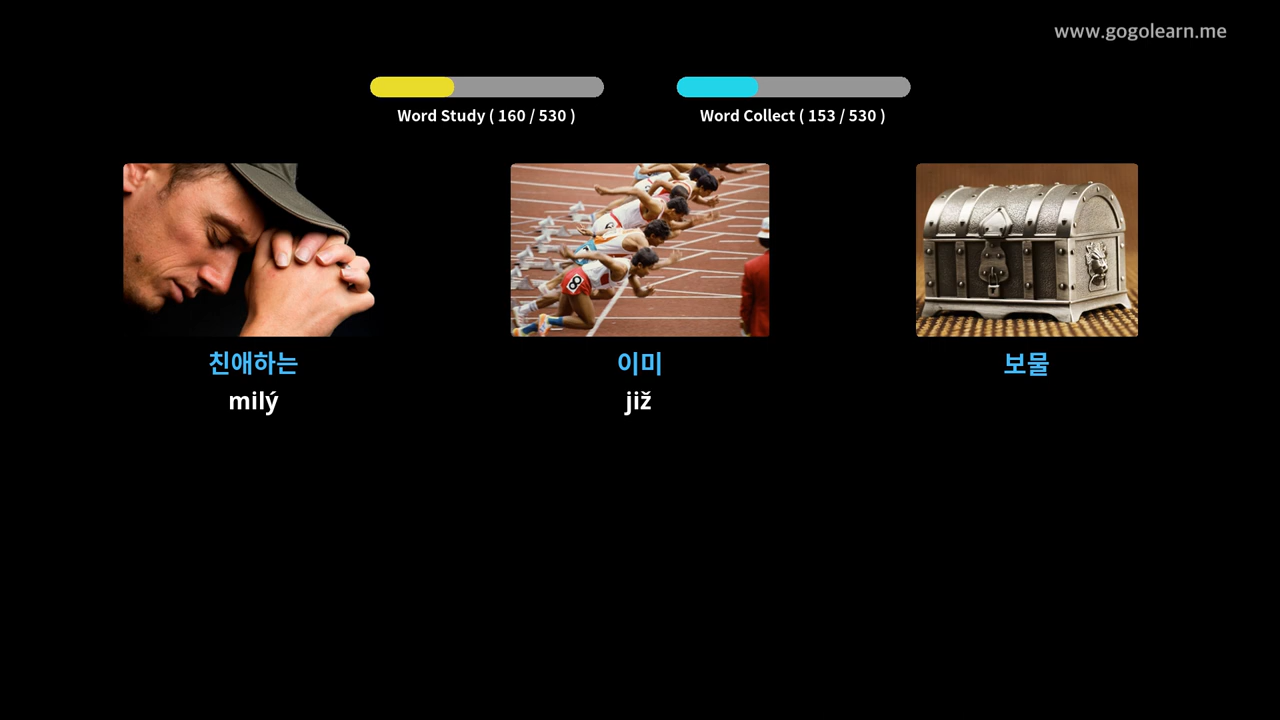 www.gogolearn.me
Word Study ( 160 / 530 )
Word Collect ( 153 / 530 )
친애하는
milý
이미
již
보물
8